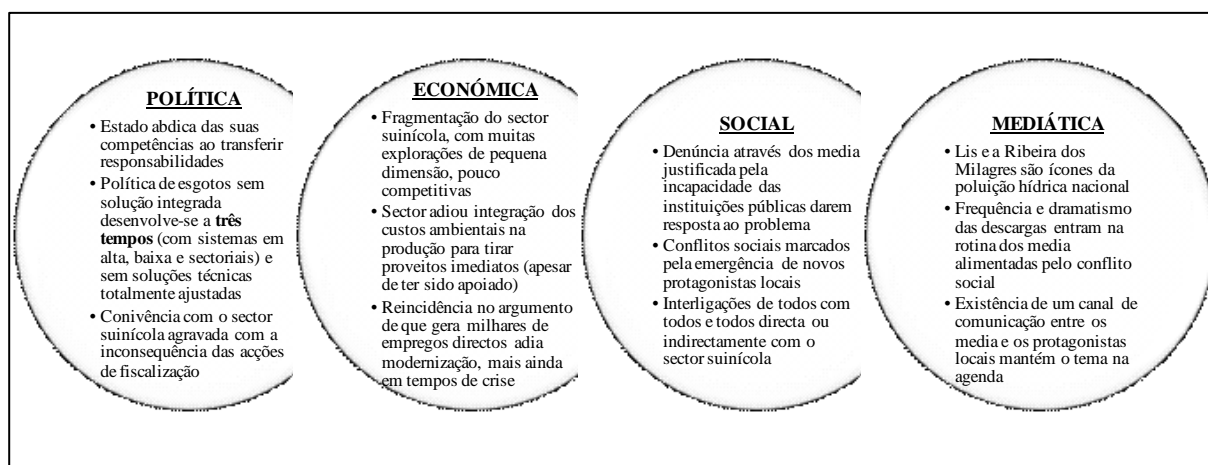 POLÍTICA
• Estado abdica das suas
competências ao transferir
responsabilidades
• Política de esgotos sem
solução integrada
desenvolve-se a três
tempos (com sistemas em
alta, baixa e sectoriais) e
sem soluções técnicas
totalmente ajustadas
• Conivência com o sector
suinícola agravada com a
inconsequência das acções
de fiscalização
ECONÓMICA
• Fragmentação do sector
suinícola, com muitas
explorações de pequena
dimensão, pouco
competitivas
• Sector adiou integração dos
custos ambientais na
produção para tirar
proveitos imediatos (apesar
de ter sido apoiado)
• Reincidência no argumento
de que gera milhares de
empregos directos adia
modernização, mais ainda
em tempos de crise
SOCIAL
• Denúncia através dos media
justificada pela
incapacidade das
instituições públicas darem
resposta ao problema
• Conflitos sociais marcados
pela emergência de novos
protagonistas locais
• Interligações de todos com
todos e todos directa ou
indirectamente com o
sector suinícola
MEDIÁTICA
• Lis e a Ribeira dos
Milagres são ícones da
poluição hídrica nacional
• Frequência e dramatismo
das descargas entram na
rotina dos media
alimentadas pelo conflito
social
• Existência de um canal de
comunicação entre os
media e os protagonistas
locais mantém o tema na
agenda